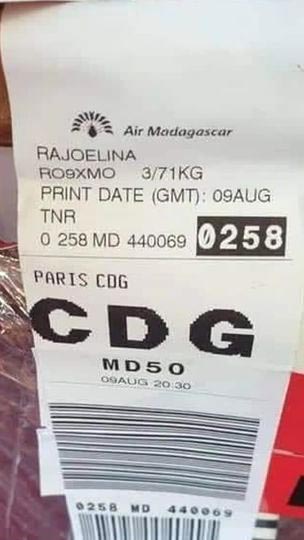 Air Madagascar
RAJOELINA
RO9XMO 3/71KG
PRINT DATE (GMT): 09AUG
TNR
0 258 MD 440069 0258
PARIS CDG
CDG
MD50
09AUG 20:30
0258 MD 440069